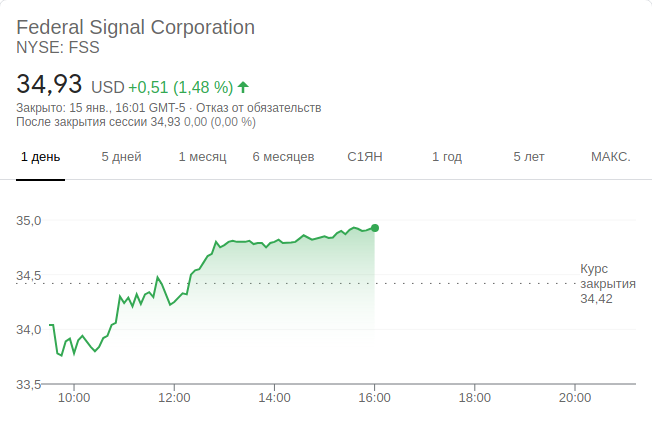 Federal Signal Corporation
NYSE: FSS
34,93 USD +0,51 (1,48 %)
Закрыто: 15 янв., 16:01 GMT-5 · Отказ от обязательств
После закрытия сессии 34,93 0,00 (0,00 %)
1 день 5 дней 1 месяц 6 месяцев С1ЯН 1 год 5 лет МАКС.
35,0
34,5
Курс
закрытия
34,42
34,0
33,5
10:00 12:00 14:00 16:00 18:00 20:00